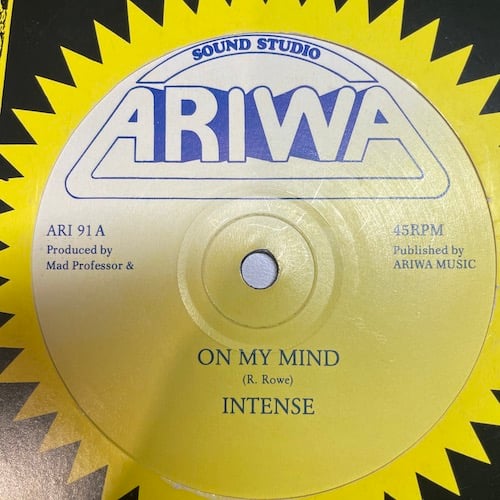 SOUND STUDIO
ARIWA
ARI 91 A
Produced by
Mad Professor &
45RPM
Published by
ARIWA MUSIC
ON MY MIND
(R. Rowe)
INTENSE